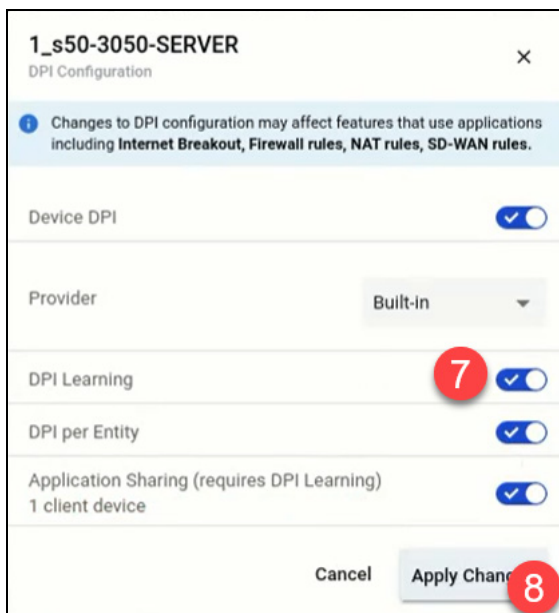 1_s50-3050-SERVER
DPI Configuration
Changes to DPI configuration may affect features that use applications
including Internet Breakout, Firewall rules, NAT rules, SD-WAN rules.
Device DPI
Provider
Built-in
DPI Learning
7
DPI per Entity
Application Sharing (requires DPI Learning)
1 client device
Cancel
Apply Chan
8